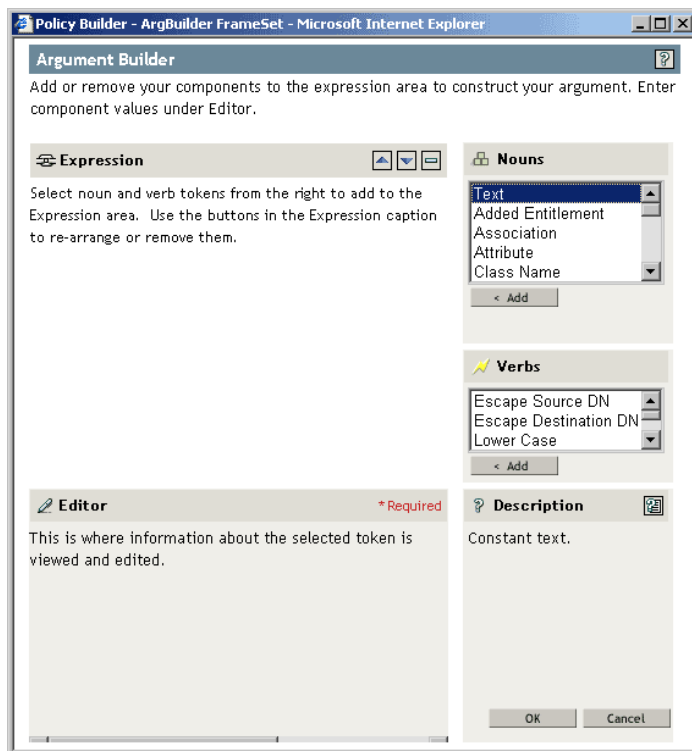 Policy Builder - ArgBuilder FrameSet - Microsoft Internet Explorer
Argument Builder
Add or remove your components to the expression area to construct your argument. Enter
component values under Editor.
Expression
Select noun and verb tokens from the right to add to the
Expression area. Use the buttons in the Expression caption
to re-arrange or remove them.
Nouns
Text
Added Entitlement
Association
Attribute
Class Name
< Add
Verbs
Escape Source DN
Escape Destination DN
Lower Case
< Add
Editor
*Required
This is where information about the selected token is
viewed and edited.
Description
Constant text.
OK
Cancel